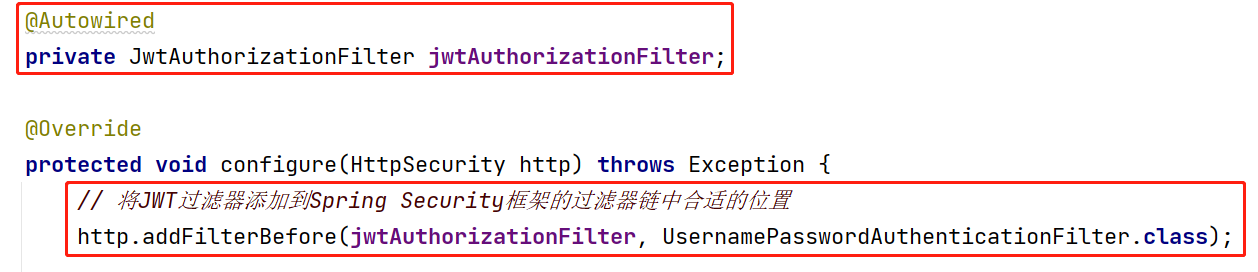 @Autowired
private JwtAuthorizationFilter jwtAuthorizationFilter;
@Override
protected void configure(HttpSecurity http) throws Exception {
// 将JWT过滤器添加到Spring Security框架的过滤器链中合适的位置
http.addFilterBefore(jwtAuthorizationFilter, UsernamePasswordAuthenticationFilter.class);